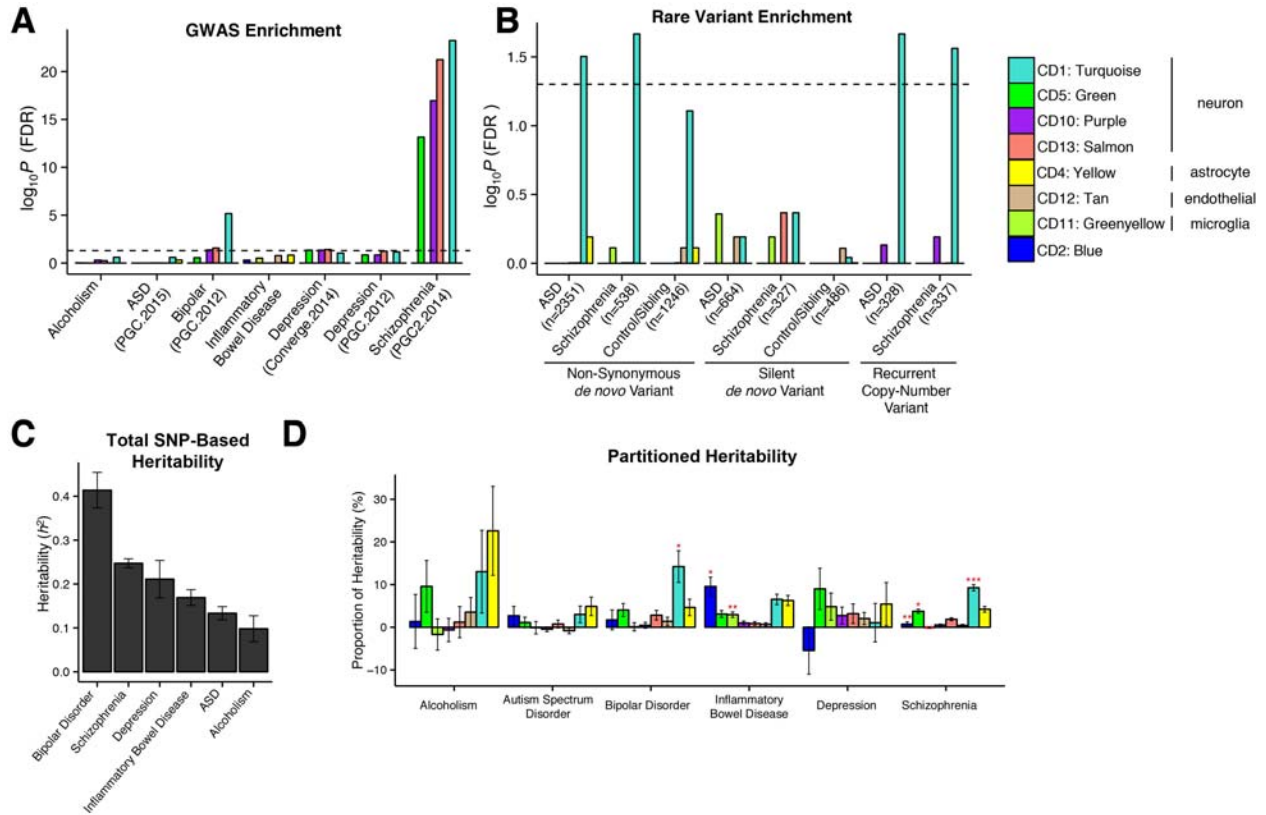 A
GWAS Enrichment
log10P (FDR)
20
15
10
5
0
Alcoholism
ASD
(PGC.2015)
Bipolar
(PGC.2012)
Inflammatory
Bowel Disease
Depression
(Converge.2014)
Depression
(PGC.2012)
Schizophrenia
(PGC2.2014)
B
Rare Variant Enrichment
log10P (FDR )
1.5
1.0
0.5
0.0
ASD
(n=2351)
Schizophrenia
(n=538)
Control/Sibling
(n=1246)
ASD
(n=664)
Schizophrenia
(n=327)
Control/Sibling
(n=486)
ASD
(n=328)
Schizophrenia
(n=337)
Non-Synonymous
de novo Variant
Silent
de novo Variant
Recurrent
Copy-Number
Variant
CD1: Turquoise
CD5: Green
CD10: Purple
CD13: Salmon
CD4: Yellow
CD12: Tan
CD11: Greenyellow
CD2: Blue
neuron
astrocyte
endothelial
microglia
C
Total SNP-Based
Heritability
Heritability (h²)
0.4
0.3
0.2
0.1
0.0
Bipolar Disorder
Schizophrenia
Depression
Inflammatory Bowel Disease
ASD
Alcoholism
D
Partitioned Heritability
Proportion of Heritability (%)
30
20
10
0
−10
*
*
**
**
*
***
Alcoholism
Autism Spectrum
Disorder
Bipolar Disorder
Inflammatory
Bowel Disease
Depression
Schizophrenia